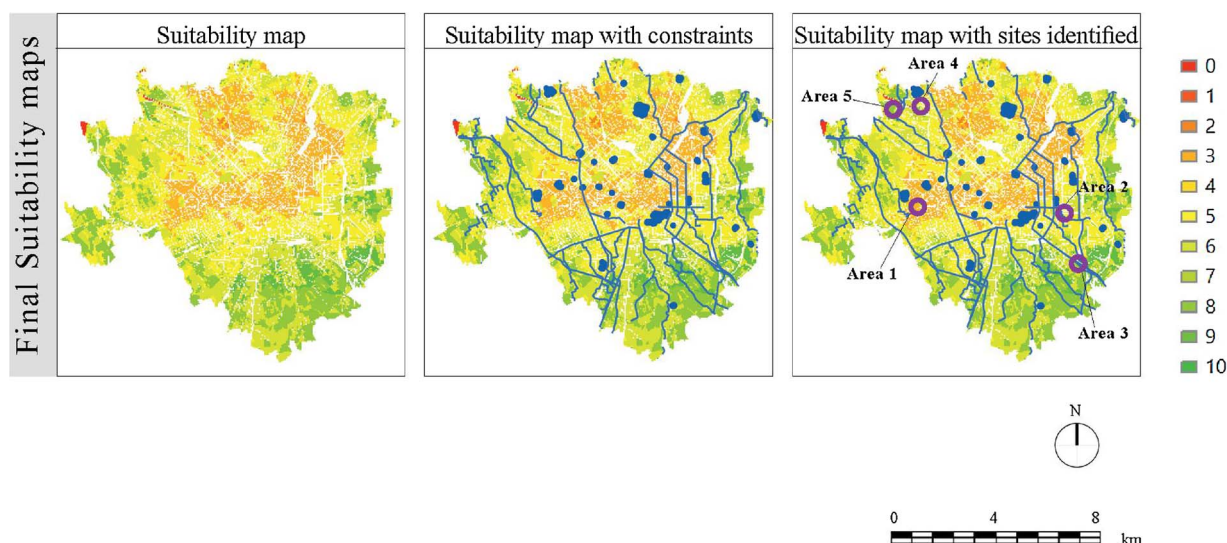 Final Suitability maps
Suitability map
Suitability map with constraints
Suitability map with sites identified
Area 4
Area 5
Area 2
Area 1
Area 3
0
1
2
3
4
5
6
7
8
9
10
N
0 4 8
km